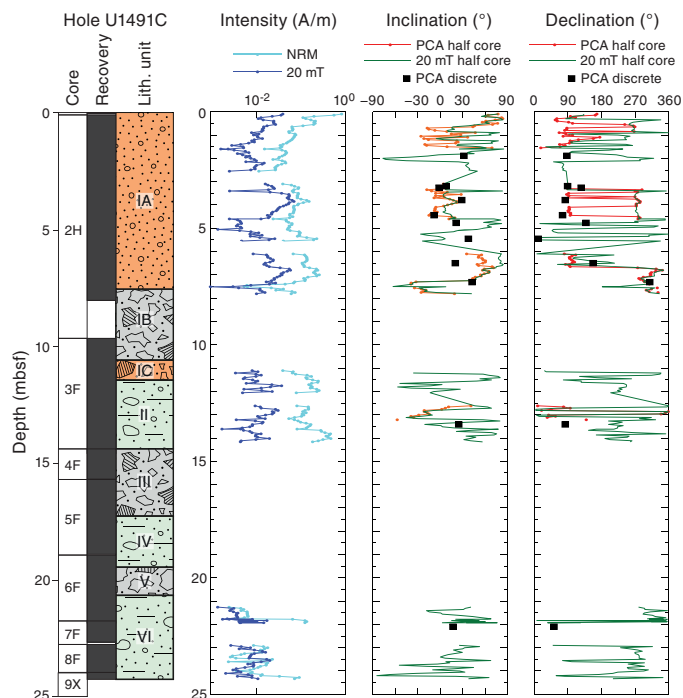 Hole U1491C
Core
Recovery
Lith. unit
Intensity (A/m)
NRM
20 mT
Inclination (°)
PCA half core
20 mT half core
PCA discrete
Declination (°)
PCA half core
20 mT half core
PCA discrete
10⁻² 10⁰
−90 −30 0 30 90
0 90 180 270 360
Depth (mbsf)
0
5
10
15
20
25
2H
3F
4F
5F
6F
7F
8F
9X
IA
IB
IC
II
III
IV
V
VI
0
5
10
15
20
25